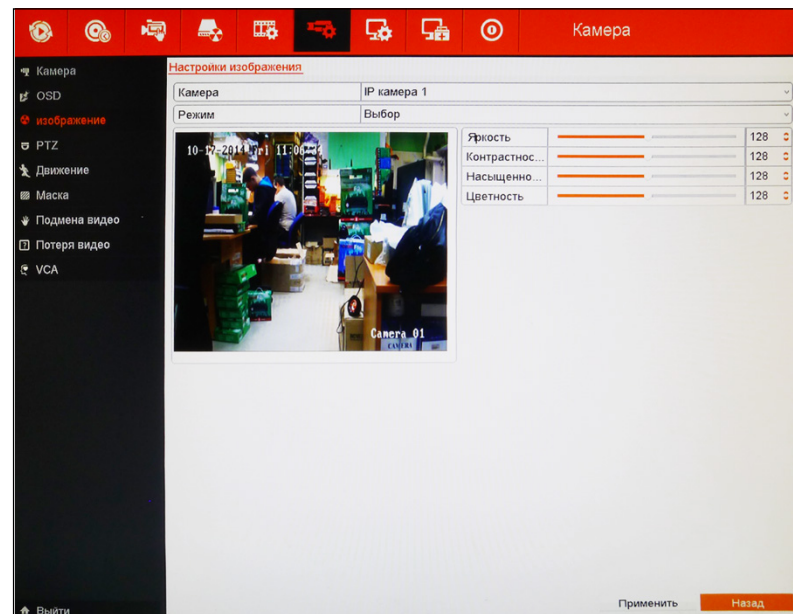 Камера
Камера
OSD
изображение
PTZ
Движение
Маска
Подмена видео
Потеря видео
VCA
Выйти
Настройки изображения
Камера IP камера 1
Режим Выбор
10-17-2014 Fri 11:06:34
Camera 01
CAMERA
Яркость 128
Контрастнос... 128
Насыщенно... 128
Цветность 128
Применить Назад